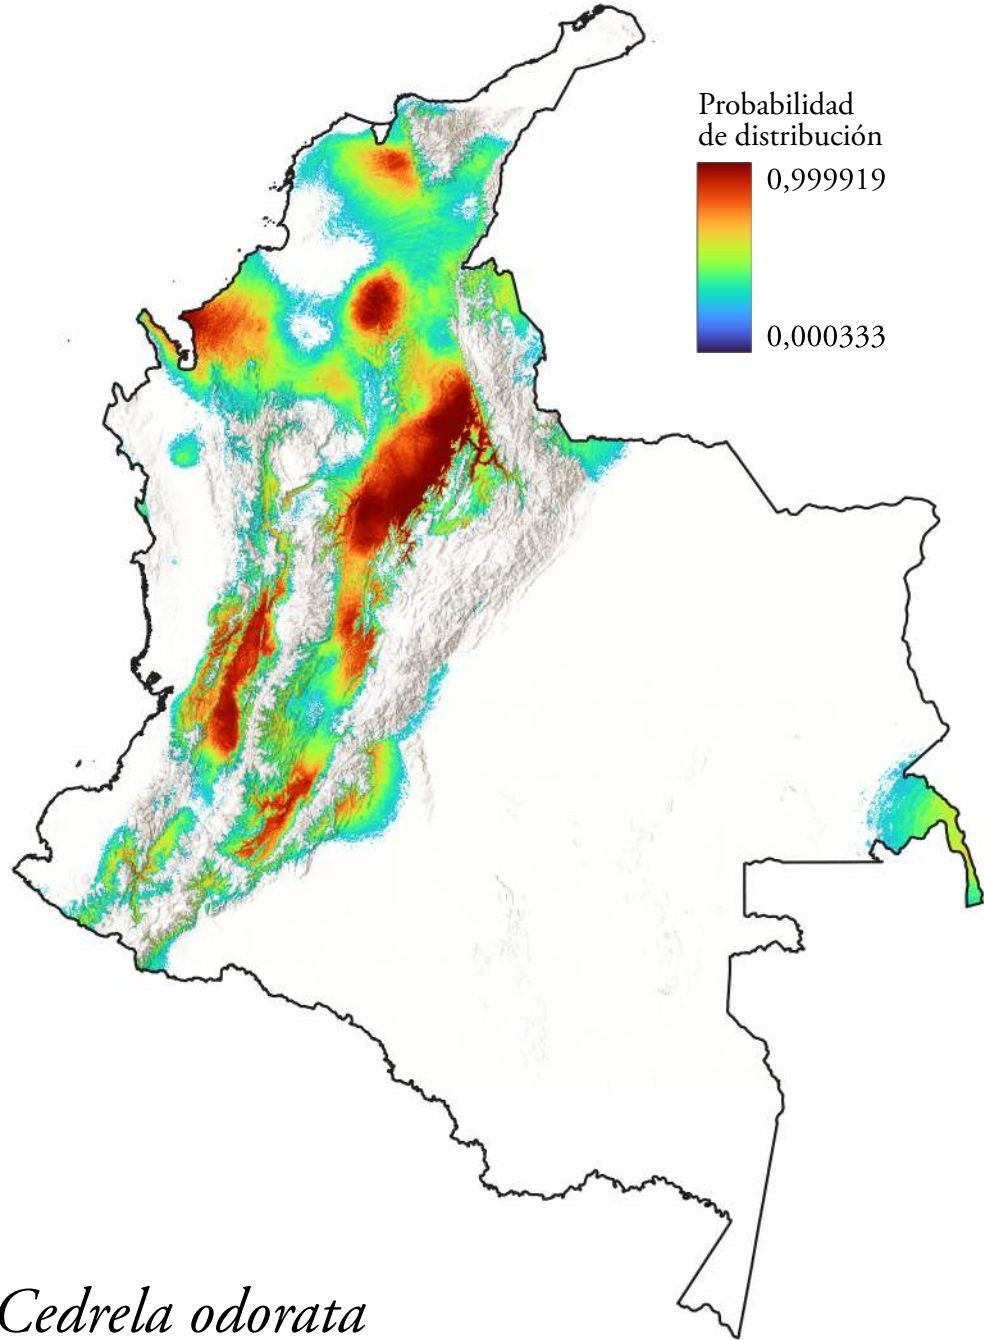 Probabilidad
de distribución
0,999919
0,000333
Cedrela odorata